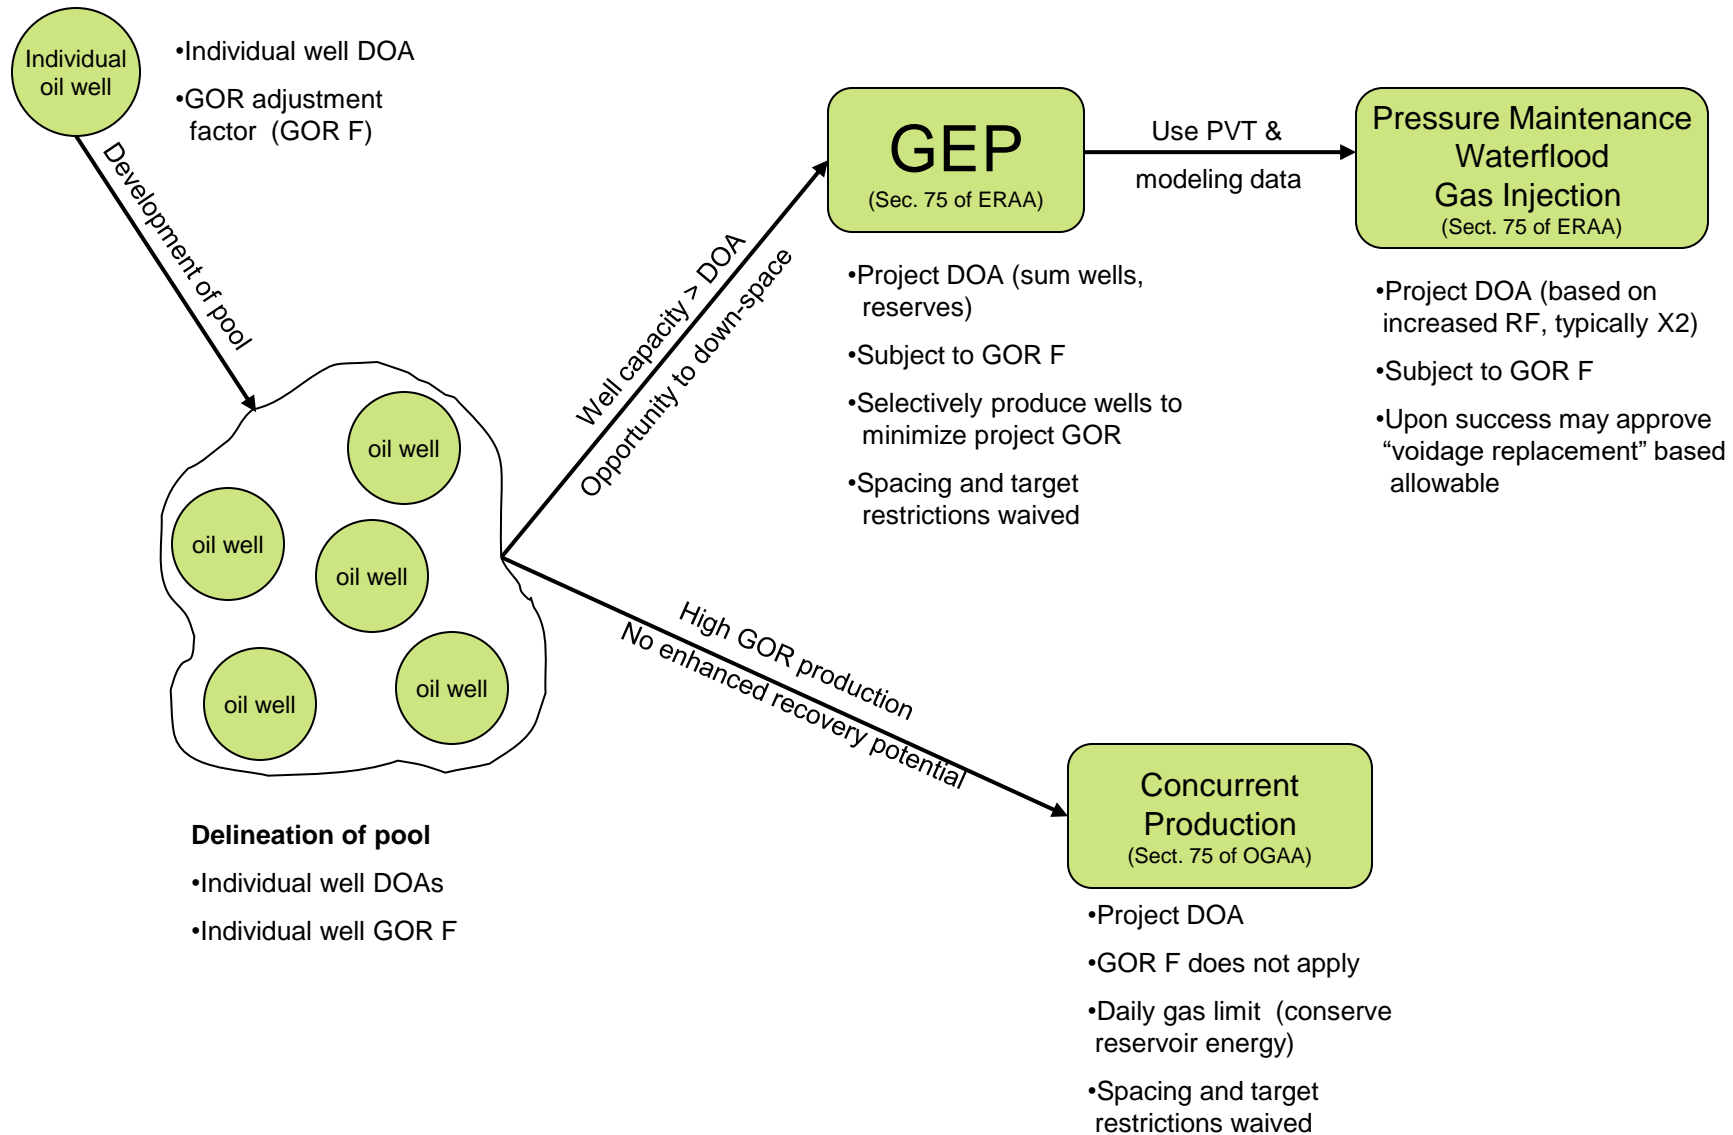 Individual
oil well
•Individual well DOA
•GOR adjustment
factor (GOR F)
Development of pool
oil well
oil well
oil well
oil well
oil well
Delineation of pool
•Individual well DOAs
•Individual well GOR F
Well capacity > DOA
Opportunity to down-space
GEP
(Sec. 75 of ERAA)
•Project DOA (sum wells,
reserves)
•Subject to GOR F
•Selectively produce wells to
minimize project GOR
•Spacing and target
restrictions waived
Use PVT &
modeling data
Pressure Maintenance
Waterflood
Gas Injection
(Sect. 75 of ERAA)
•Project DOA (based on
increased RF, typically X2)
•Subject to GOR F
•Upon success may approve
“voidage replacement” based
allowable
High GOR production
No enhanced recovery potential
Concurrent
Production
(Sect. 75 of OGAA)
•Project DOA
•GOR F does not apply
•Daily gas limit (conserve
reservoir energy)
•Spacing and target
restrictions waived